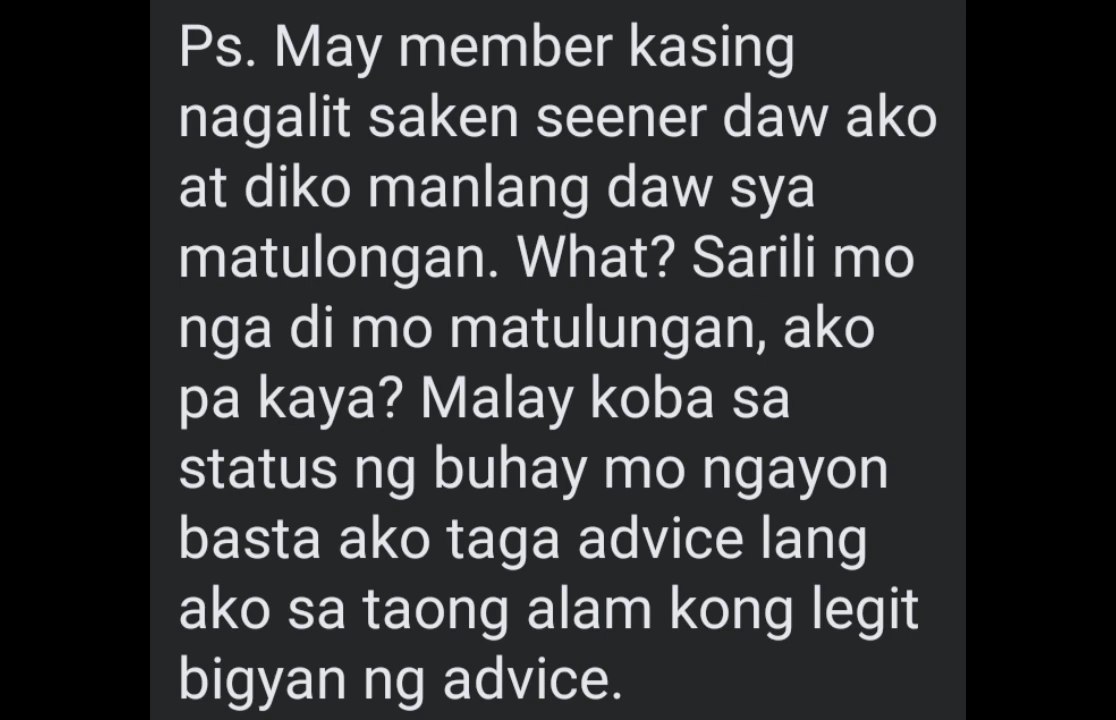 Ps. May member kasing
nagalit saken seener daw ako
at diko manlang daw sya
matulongan. What? Sarili mo
nga di mo matulungan, ako
pa kaya? Malay koba sa
status ng buhay mo ngayon
basta ako taga advice lang
ako sa taong alam kong legit
bigyan ng advice.